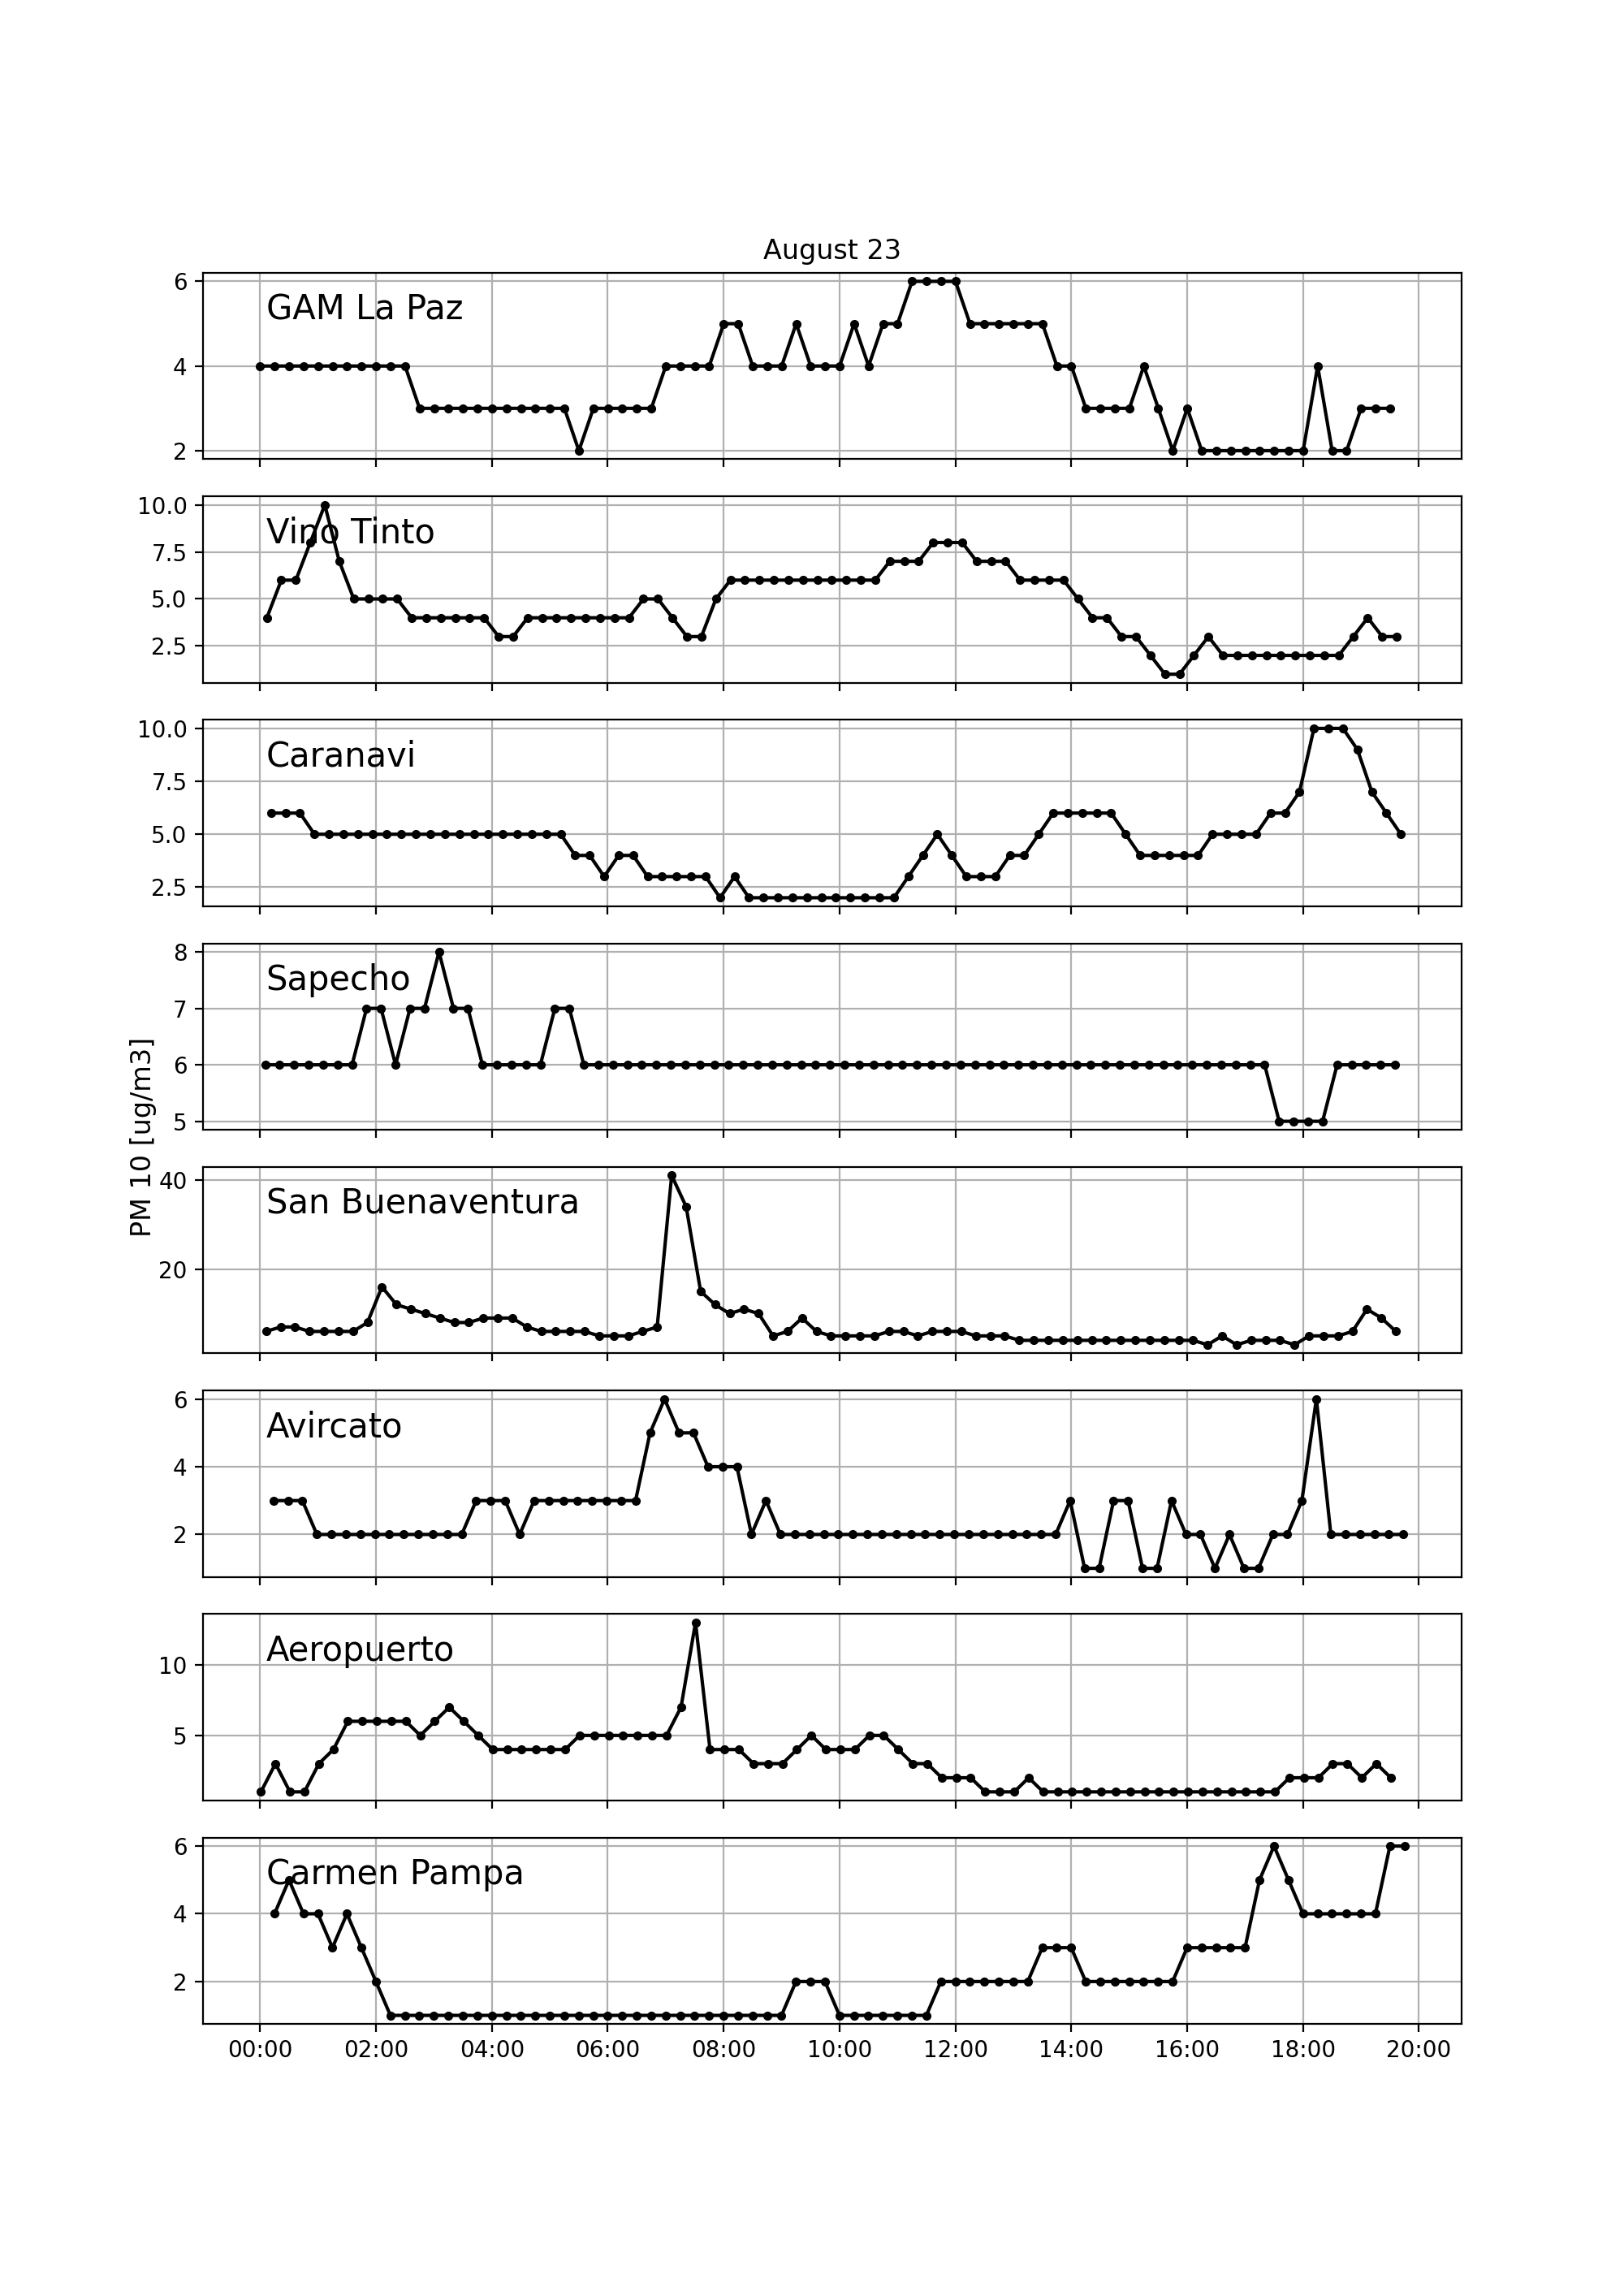 August 23
6
GAM La Paz
4
2
10.0
Vino Tinto
7.5
5.0
2.5
10.0
Caranavi
7.5
5.0
2.5
8
Sapecho
7
6
5
PM 10 [ug/m3]
40
San Buenaventura
20
6
Avircato
4
2
Aeropuerto
10
5
6
Carmen Pampa
4
2
00:00 02:00 04:00 06:00 08:00 10:00 12:00 14:00 16:00 18:00 20:00